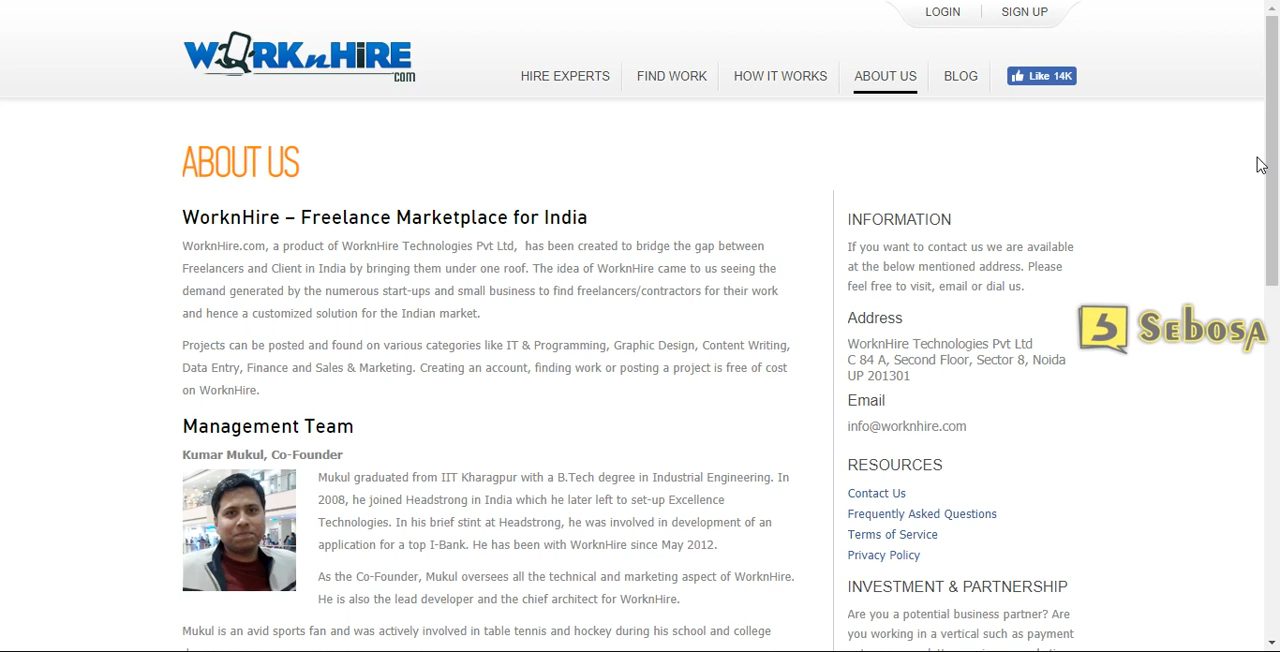 LOGIN
SIGN UP
WORKnHiRE
com
HIRE EXPERTS
FIND WORK
HOW IT WORKS
ABOUT US
BLOG
Like 14K
ABOUT US
WorknHire – Freelance Marketplace for India
WorknHire.com, a product of WorknHire Technologies Pvt Ltd, has been created to bridge the gap between
Freelancers and Client in India by bringing them under one roof. The idea of WorknHire came to us seeing the
demand generated by the numerous start-ups and small business to find freelancers/contractors for their work
and hence a customized solution for the Indian market.
Projects can be posted and found on various categories like IT & Programming, Graphic Design, Content Writing,
Data Entry, Finance and Sales & Marketing. Creating an account, finding work or posting a project is free of cost
on WorknHire.
Management Team
Kumar Mukul, Co-Founder
Mukul graduated from IIT Kharagpur with a B.Tech degree in Industrial Engineering. In
2008, he joined Headstrong in India which he later left to set-up Excellence
Technologies. In his brief stint at Headstrong, he was involved in development of an
application for a top I-Bank. He has been with WorknHire since May 2012.
As the Co-Founder, Mukul oversees all the technical and marketing aspect of WorknHire.
He is also the lead developer and the chief architect for WorknHire.
Mukul is an avid sports fan and was actively involved in table tennis and hockey during his school and college
INFORMATION
If you want to contact us we are available
at the below mentioned address. Please
feel free to visit, email or dial us.
Address
WorknHire Technologies Pvt Ltd
C 84 A, Second Floor, Sector 8, Noida
UP 201301
Email
info@worknhire.com
RESOURCES
Contact Us
Frequently Asked Questions
Terms of Service
Privacy Policy
INVESTMENT & PARTNERSHIP
Are you a potential business partner? Are
you working in a vertical such as payment
SebosA